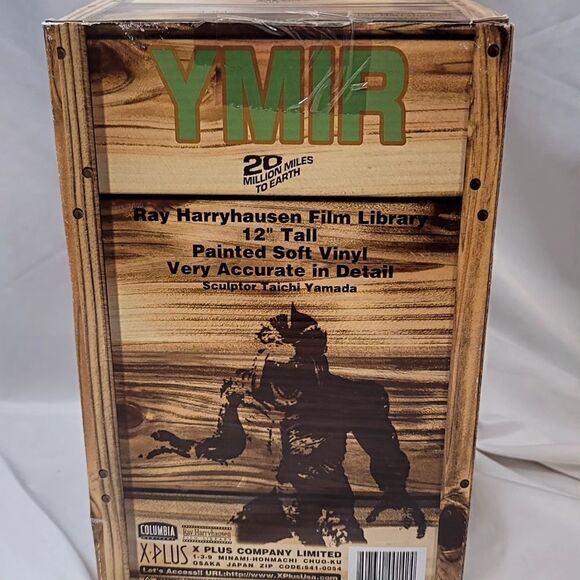 YMIR
20
MILLION MILES
TO EARTH
Ray Harryhausen Film Library
12" Tall
Painted Soft Vinyl
Very Accurate in Detail
Sculptor Taichi Yamada
COLUMBIA
Ray Harryhausen
X-PLUS
X PLUS COMPANY LIMITED
1-3-9 MINAMI-HONMACHI CHUO-KU
OSAKA JAPAN ZIP CODE:541-0054
Let's Access!! URL:http://www.XPlusUsa.com